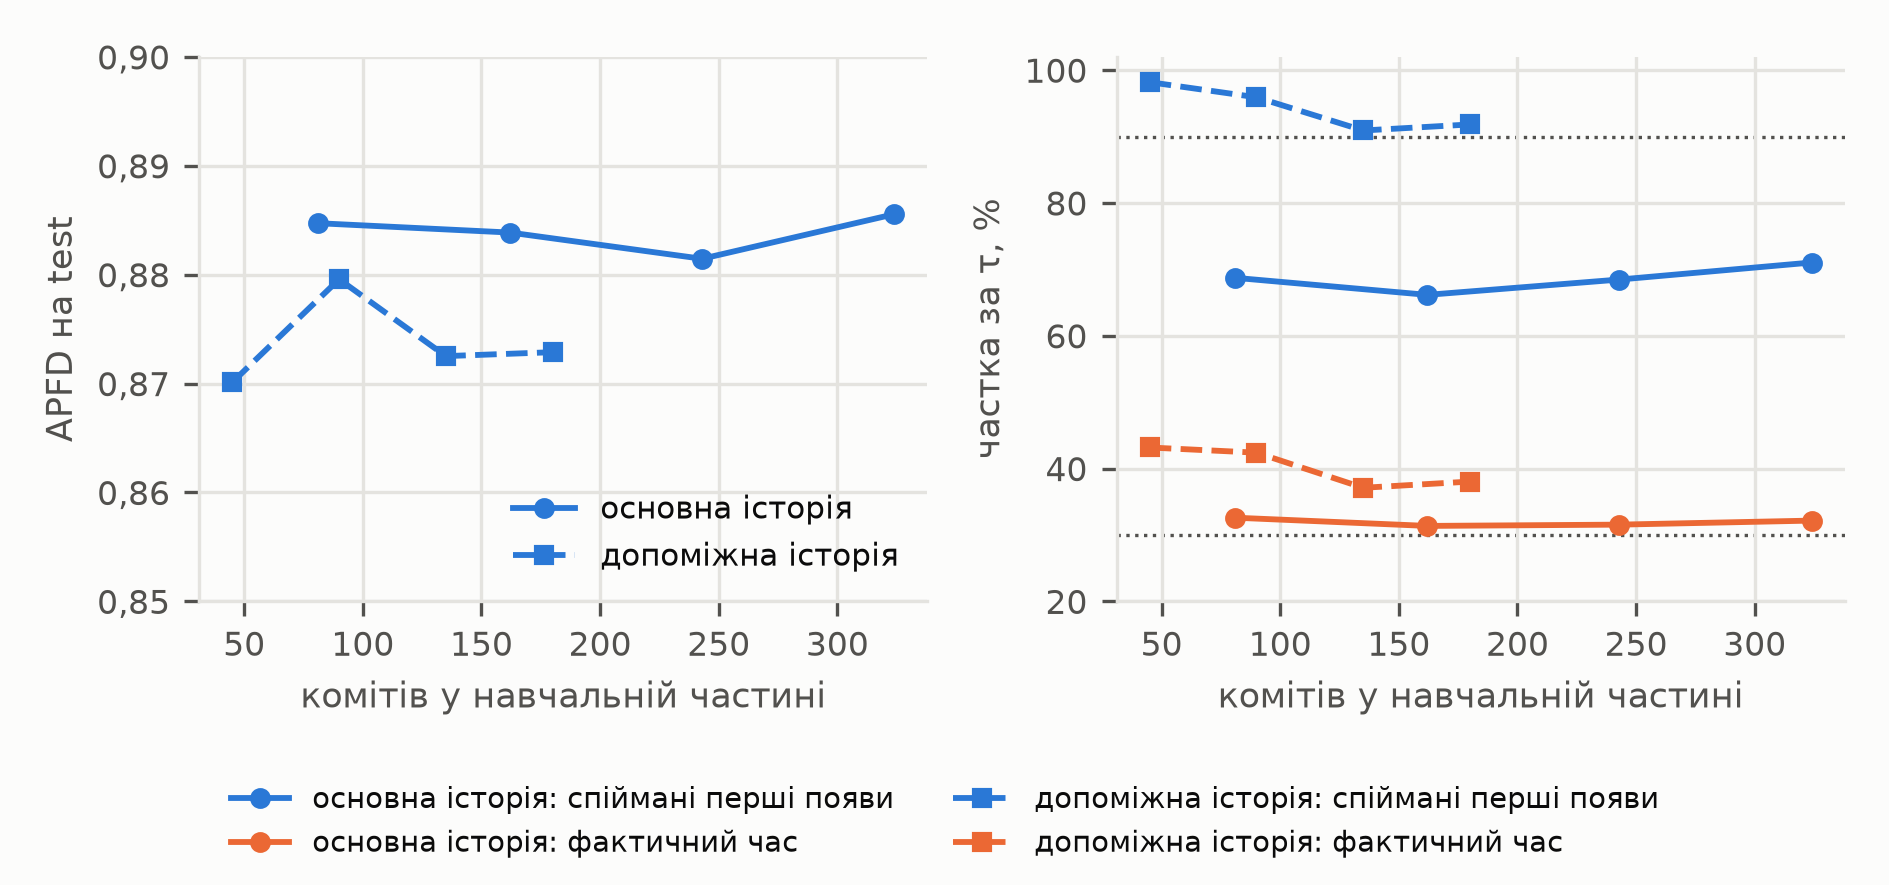 0,90
0,89
0,88
0,87
0,86
0,85
APFD на test
50 100 150 200 250 300
комітів у навчальній частині
основна історія
допоміжна історія
100
80
60
40
20
частка за τ, %
50 100 150 200 250 300
комітів у навчальній частині
основна історія: спіймані перші появи
основна історія: фактичний час
допоміжна історія: спіймані перші появи
допоміжна історія: фактичний час